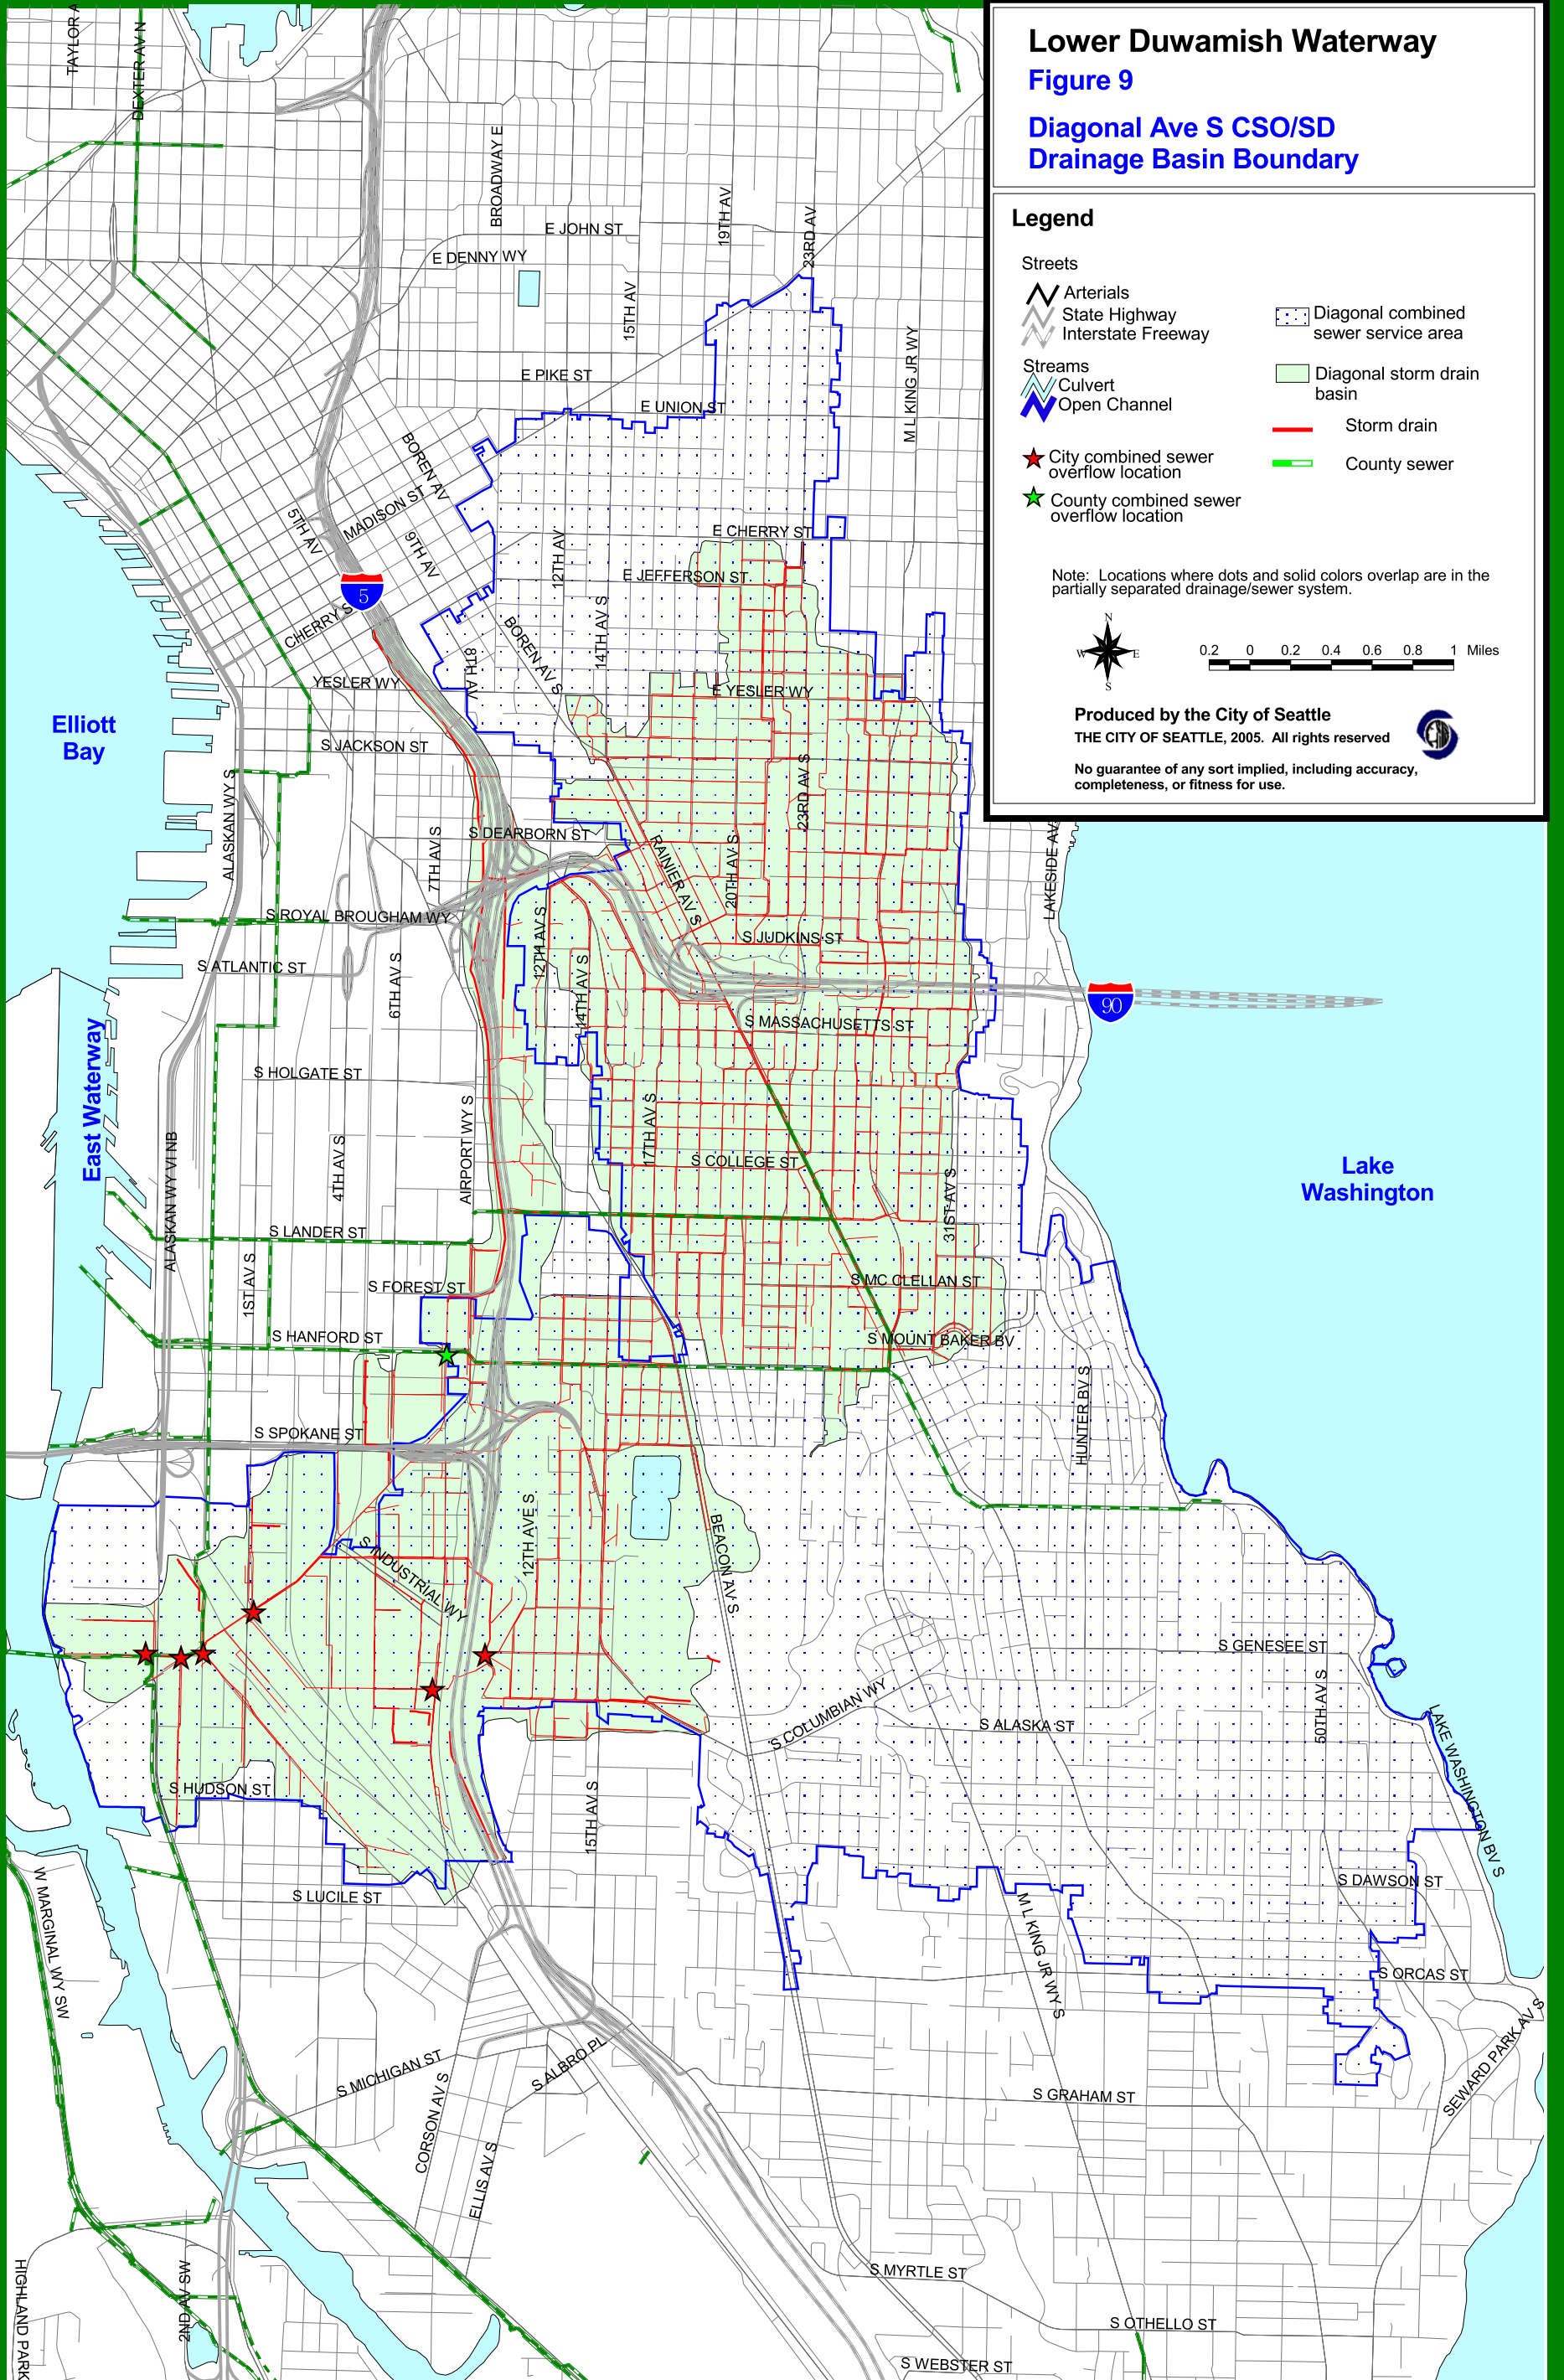 Lower Duwamish Waterway
Figure 9
Diagonal Ave S CSO/SD
Drainage Basin Boundary
Legend
Streets
Arterials
State Highway
Interstate Freeway
Streams
Culvert
Open Channel
City combined sewer
overflow location
County combined sewer
overflow location
Diagonal combined
sewer service area
Diagonal storm drain
basin
Storm drain
County sewer
Note: Locations where dots and solid colors overlap are in the
partially separated drainage/sewer system.
N
W
E
S
0.2 0 0.2 0.4 0.6 0.8 1 Miles
Produced by the City of Seattle
THE CITY OF SEATTLE, 2005. All rights reserved
No guarantee of any sort implied, including accuracy,
completeness, or fitness for use.
TAYLOR A
DEXTER AV N
BROADWAY E
E JOHN ST
E DENNY WY
19TH AV
23RD AV
15TH AV
M L KING JR WY
E PIKE ST
E UNION ST
BOREN AV
MADISON ST
5TH AV
9TH AV
12TH AV
E CHERRY ST
E JEFFERSON ST
5
CHERRY S
14TH AV S
BOREN AV S
8TH AV
YESLER WY
E YESLER WY
Elliott
Bay
S JACKSON ST
ALASKAN WY S
7TH AV S
S DEARBORN ST
RAINIER AV S
20TH AV S
23RD AV S
LAKESIDE AV
S ROYAL BROUGHAM WY
12TH AV S
S JUDKINS ST
S ATLANTIC ST
6TH AV S
14TH AV S
90
S MASSACHUSETTS ST
East Waterway
S HOLGATE ST
ALASKAN WY VI NB
4TH AV S
AIRPORT WY S
17TH AV S
S COLLEGE ST
31ST AV S
Lake
Washington
S LANDER ST
1ST AV S
S FOREST ST
S MC CLELLAN ST
S HANFORD ST
S MOUNT BAKER BV
HUNTER BV S
S SPOKANE ST
12TH AVE S
BEACON AV S
S INDUSTRIAL WY
S GENESEE ST
S COLUMBIAN WY
S ALASKA ST
50TH AV S
LAKE WASHINGTON BV S
S HUDSON ST
15TH AV S
S DAWSON ST
W MARGINAL WY SW
S LUCILE ST
M L KING JR WY S
S ORCAS ST
S MICHIGAN ST
S ALBRO PL
CORSON AV S
ELLIS AV S
S GRAHAM ST
SEWARD PARK AV S
HIGHLAND PARK
2ND AV SW
S MYRTLE ST
S OTHELLO ST
S WEBSTER ST